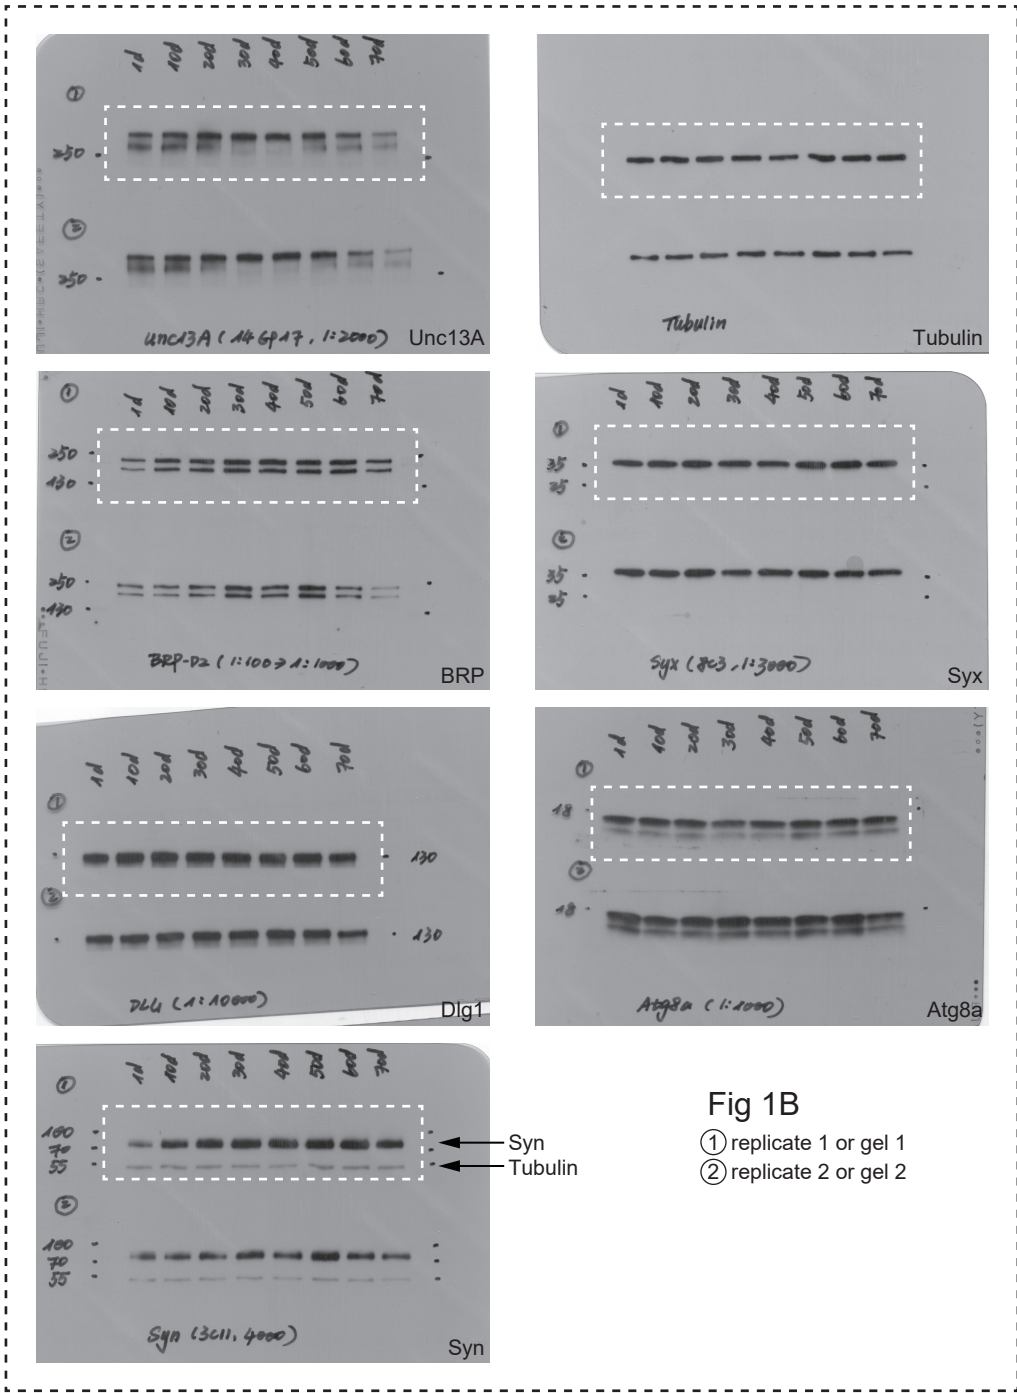 1d 10d 20d 30d 40d 50d 60d 70d
①
250
②
250
Unc13A (14GP17, 1:2000)
Unc13A
Tubulin
Tubulin
1d 10d 20d 30d 40d 50d 60d 70d
①
250
130
②
250
130
BRP-D2 (1:100→1:1000)
BRP
1d 10d 20d 30d 40d 50d 60d 70d
①
35
25
②
35
25
Syx (8C3, 1:3000)
Syx
1d 10d 20d 30d 40d 50d 60d 70d
①
130
②
130
DLG (1:10000)
Dlg1
1d 10d 20d 30d 40d 50d 60d 70d
①
18
②
18
Atg8a (1:1000)
Atg8a
1d 10d 20d 30d 40d 50d 60d 70d
①
100
70
55
Syn
Tubulin
②
100
70
55
Syn (3C11, 4000)
Syn
Fig 1B
① replicate 1 or gel 1
② replicate 2 or gel 2